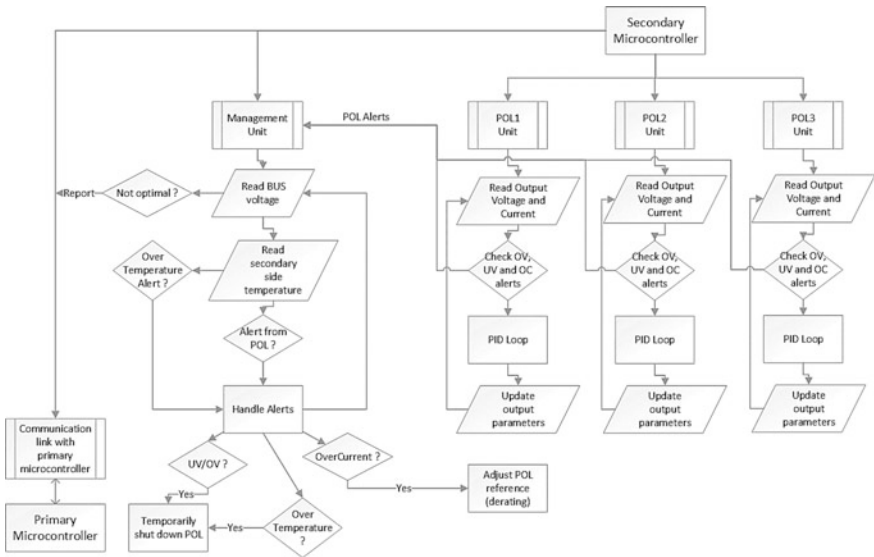 Secondary
Microcontroller
Management
Unit
POL Alerts
POL1
Unit
POL2
Unit
POL3
Unit
Report
Not optimal ?
Read BUS
voltage
Read Output
Voltage and
Current
Read Output
Voltage and
Current
Read Output
Voltage and
Current
Over
Temperature
Alert ?
Read
secondary
side
temperature
Check OV,
UV and OC
alerts
Check OV,
UV and OC
alerts
Check OV,
UV and OC
alerts
Alert from
POL ?
PID Loop
PID Loop
PID Loop
Handle Alerts
Update
output
parameters
Update
output
parameters
Update
output
parameters
Communication
link with
primary
microcontroller
UV/OV ?
OverCurrent ?
Yes
Yes
Adjust POL
reference
(derating)
Primary
Microcontroller
Temporarily
shut down POL
Yes
Over
Temperature
?